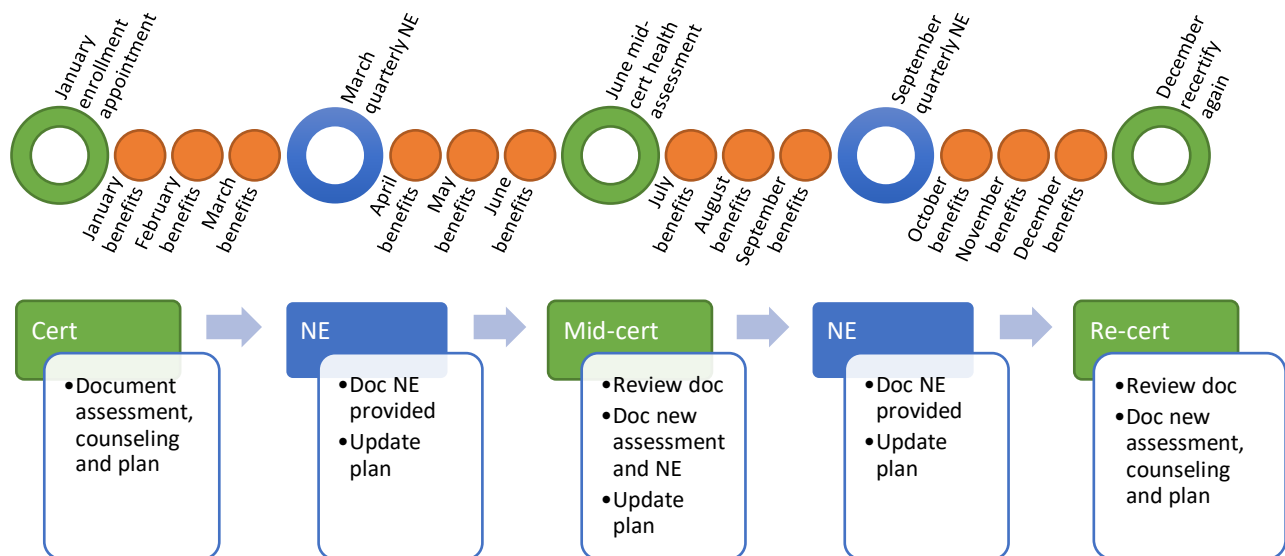 January
enrollment
appointment
January
benefits
February
benefits
March
benefits
March
quarterly NE
April
benefits
May
benefits
June
benefits
June mid-
cert health
assessment
July
benefits
August
benefits
September
benefits
September
quarterly NE
October
benefits
November
benefits
December
benefits
December
recertify
again
Cert
•Document
assessment,
counseling
and plan
NE
•Doc NE
provided
•Update
plan
Mid-cert
•Review doc
•Doc new
assessment
and NE
•Update
plan
NE
•Doc NE
provided
•Update
plan
Re-cert
•Review doc
•Doc new
assessment,
counseling
and plan